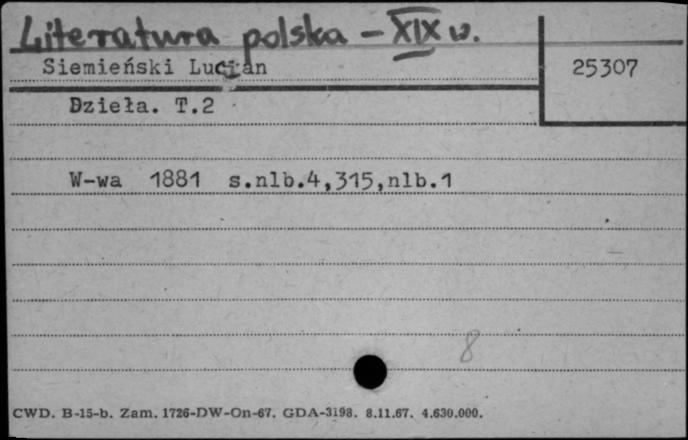 Literatura polska – XIX w.
Siemieński Lucjan
25307
Dzieła. T.2
W-wa 1881 s.nlb.4,315,nlb.1
8
CWD. B-15-b. Zam. 1726-DW-On-67. GDA-3198. 8.11.67. 4.630.000.